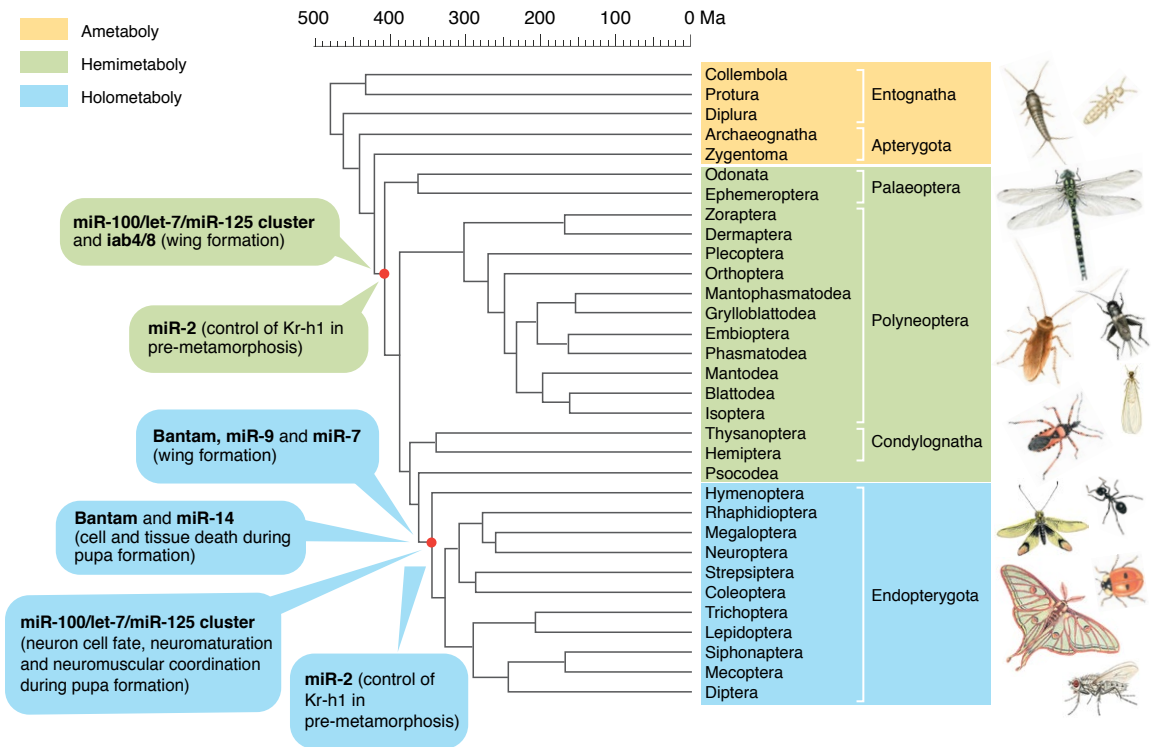 500 400 300 200 100 0 Ma
Ametaboly
Hemimetaboly
Holometaboly
Collembola
Protura
Diplura
Entognatha
Archaeognatha
Zygentoma
Apterygota
Odonata
Ephemeroptera
Palaeoptera
Zoraptera
Dermaptera
Plecoptera
Orthoptera
Mantophasmatodea
Grylloblattodea
Embioptera
Phasmatodea
Mantodea
Blattodea
Isoptera
Polyneoptera
Thysanoptera
Hemiptera
Condylognatha
Psocodea
Hymenoptera
Rhaphidioptera
Megaloptera
Neuroptera
Strepsiptera
Coleoptera
Trichoptera
Lepidoptera
Siphonaptera
Mecoptera
Diptera
Endopterygota
miR-100/let-7/miR-125 cluster
and iab4/8 (wing formation)
miR-2 (control of Kr-h1 in
pre-metamorphosis)
Bantam, miR-9 and miR-7
(wing formation)
Bantam and miR-14
(cell and tissue death during
pupa formation)
miR-100/let-7/miR-125 cluster
(neuron cell fate, neuromaturation
and neuromuscular coordination
during pupa formation)
miR-2 (control of
Kr-h1 in
pre-metamorphosis)